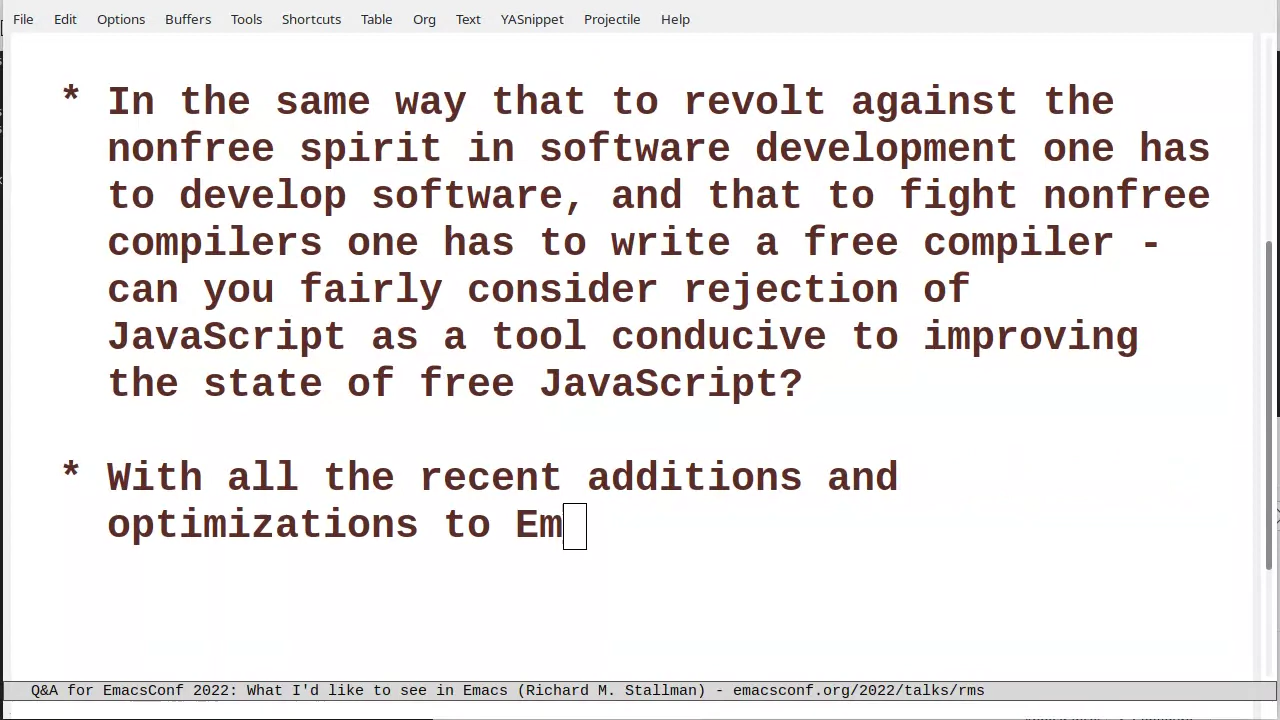 File Edit Options Buffers Tools Shortcuts Table Org Text YASnippet Projectile Help
* In the same way that to revolt against the
nonfree spirit in software development one has
to develop software, and that to fight nonfree
compilers one has to write a free compiler -
can you fairly consider rejection of
JavaScript as a tool conducive to improving
the state of free JavaScript?
* With all the recent additions and
optimizations to Em
Q&A for EmacsConf 2022: What I'd like to see in Emacs (Richard M. Stallman) - emacsconf.org/2022/talks/rms